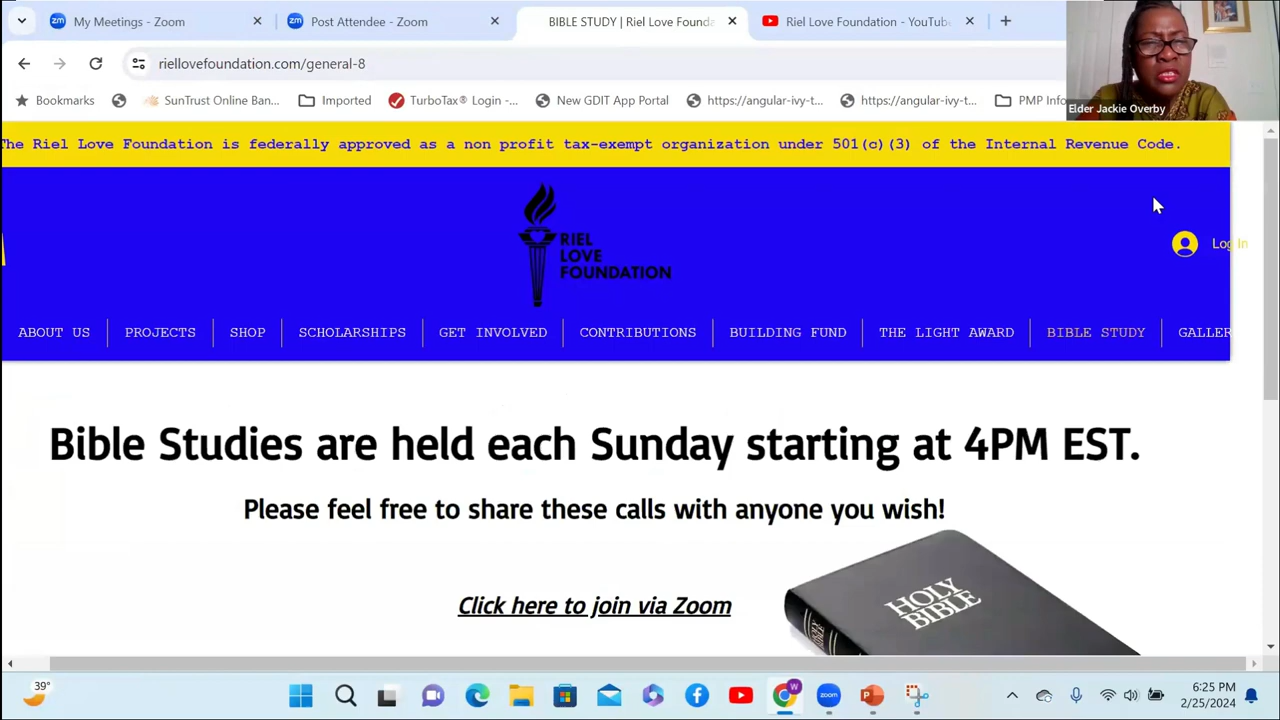 My Meetings - Zoom
Post Attendee - Zoom
BIBLE STUDY | Riel Love Founda
Riel Love Foundation - YouTube
riellovefoundation.com/general-8
Elder Jackie Overby
Bookmarks
SunTrust Online Ban...
Imported
TurboTax® Login -...
New GDIT App Portal
https://angular-ivy-t...
https://angular-ivy-t...
PMP Info
The Riel Love Foundation is federally approved as a non profit tax-exempt organization under 501(c)(3) of the Internal Revenue Code.
RIEL
LOVE
FOUNDATION
Log In
ABOUT US
PROJECTS
SHOP
SCHOLARSHIPS
GET INVOLVED
CONTRIBUTIONS
BUILDING FUND
THE LIGHT AWARD
BIBLE STUDY
GALLER
Bible Studies are held each Sunday starting at 4PM EST.
Please feel free to share these calls with anyone you wish!
Click here to join via Zoom
HOLY
BIBLE
39°
zoom
W
6:25 PM
2/25/2024